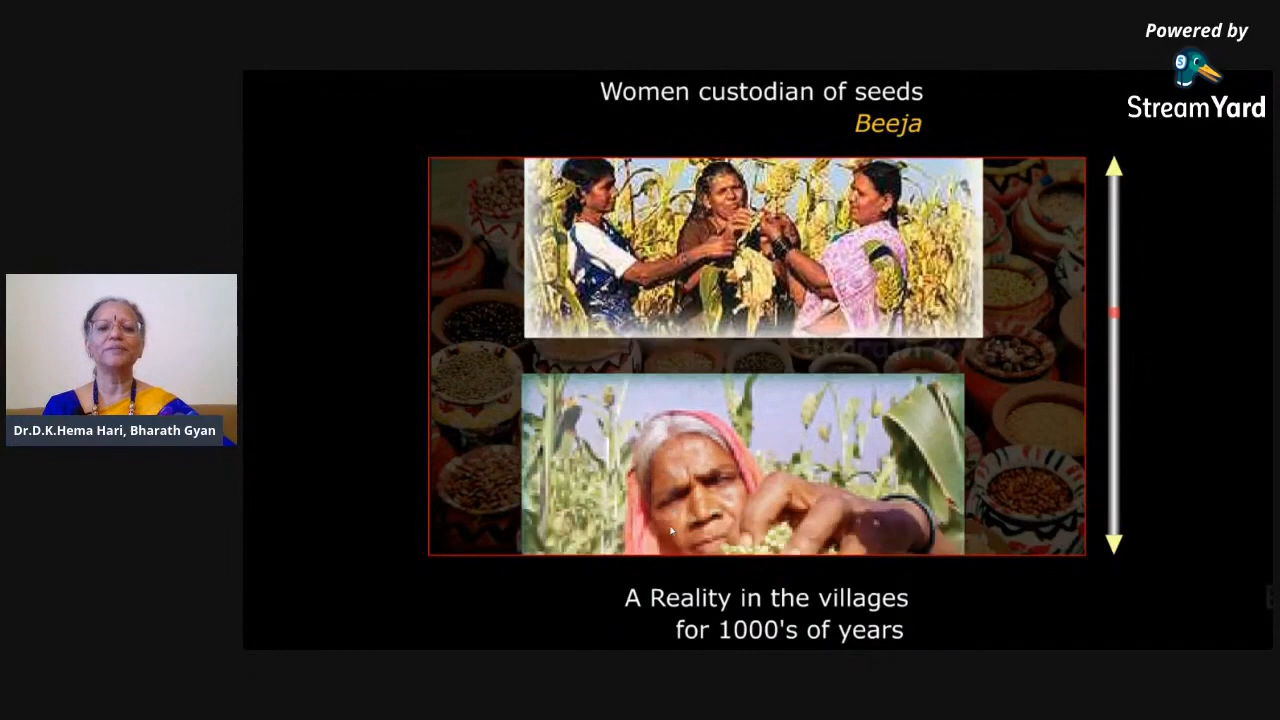 Powered by
StreamYard
Women custodian of seeds
Beeja
Dr.D.K.Hema Hari, Bharath Gyan
A Reality in the villages
for 1000's of years